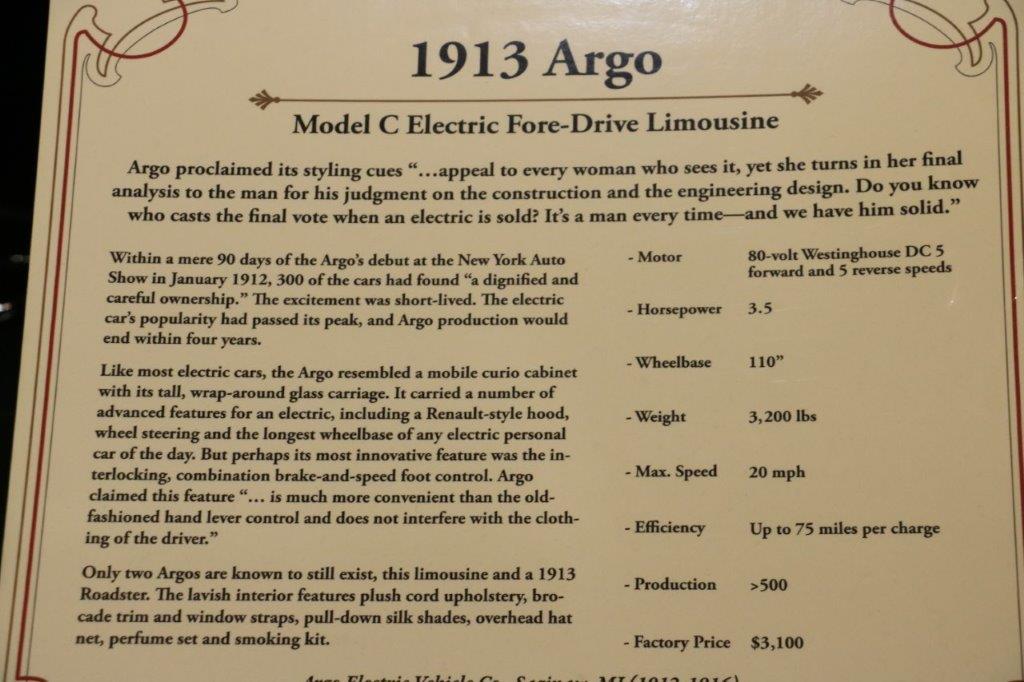 1913 Argo
Model C Electric Fore-Drive Limousine
Argo proclaimed its styling cues “…appeal to every woman who sees it, yet she turns in her final
analysis to the man for his judgment on the construction and the engineering design. Do you know
who casts the final vote when an electric is sold? It’s a man every time—and we have him solid.”
Within a mere 90 days of the Argo’s debut at the New York Auto
Show in January 1912, 300 of the cars had found “a dignified and
careful ownership.” The excitement was short-lived. The electric
car’s popularity had passed its peak, and Argo production would
end within four years.
Like most electric cars, the Argo resembled a mobile curio cabinet
with its tall, wrap-around glass carriage. It carried a number of
advanced features for an electric, including a Renault-style hood,
wheel steering and the longest wheelbase of any electric personal
car of the day. But perhaps its most innovative feature was the in-
terlocking, combination brake-and-speed foot control. Argo
claimed this feature “… is much more convenient than the old-
fashioned hand lever control and does not interfere with the cloth-
ing of the driver.”
Only two Argos are known to still exist, this limousine and a 1913
Roadster. The lavish interior features plush cord upholstery, bro-
cade trim and window straps, pull-down silk shades, overhead hat
net, perfume set and smoking kit.
- Motor 80-volt Westinghouse DC 5
forward and 5 reverse speeds
- Horsepower 3.5
- Wheelbase 110”
- Weight 3,200 lbs
- Max. Speed 20 mph
- Efficiency Up to 75 miles per charge
- Production >500
- Factory Price $3,100
Argo Electric Vehicle Co., Saginaw, MI (1912-1916)